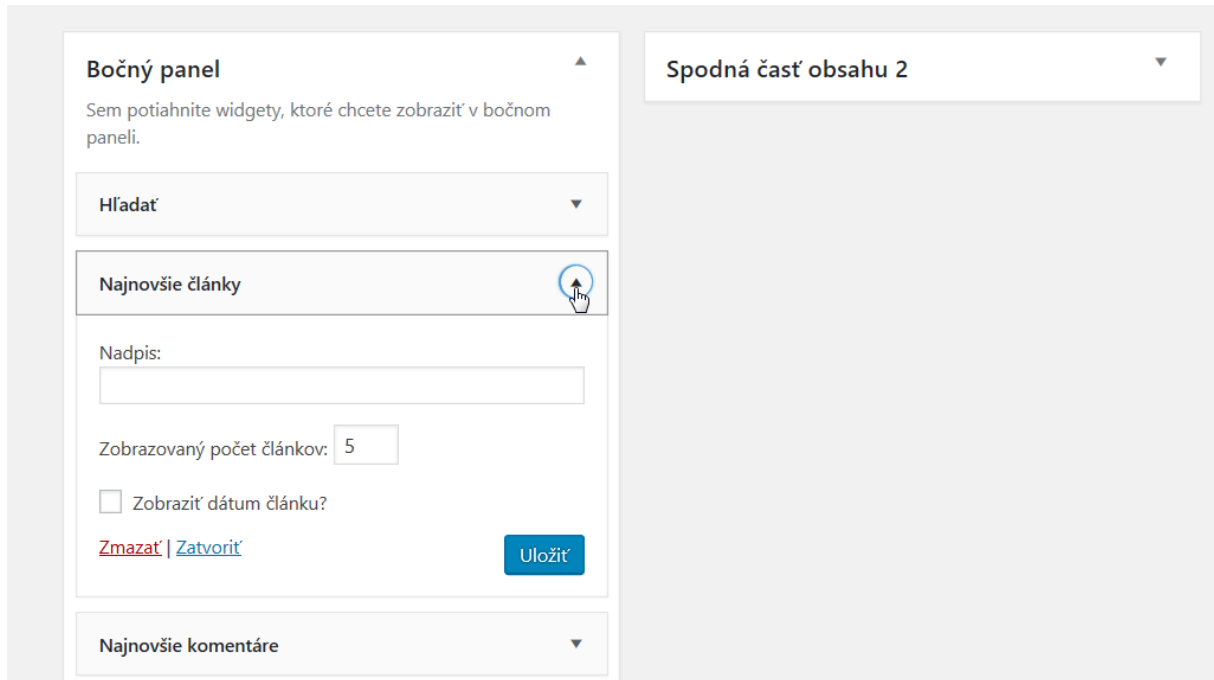 Bočný panel
Sem potiahnite widgety, ktoré chcete zobraziť v bočnom
paneli.
Hľadať
Najnovšie články
Nadpis:
Zobrazovaný počet článkov: 5
Zobraziť dátum článku?
Zmazať | Zatvoriť
Uložiť
Najnovšie komentáre
Spodná časť obsahu 2